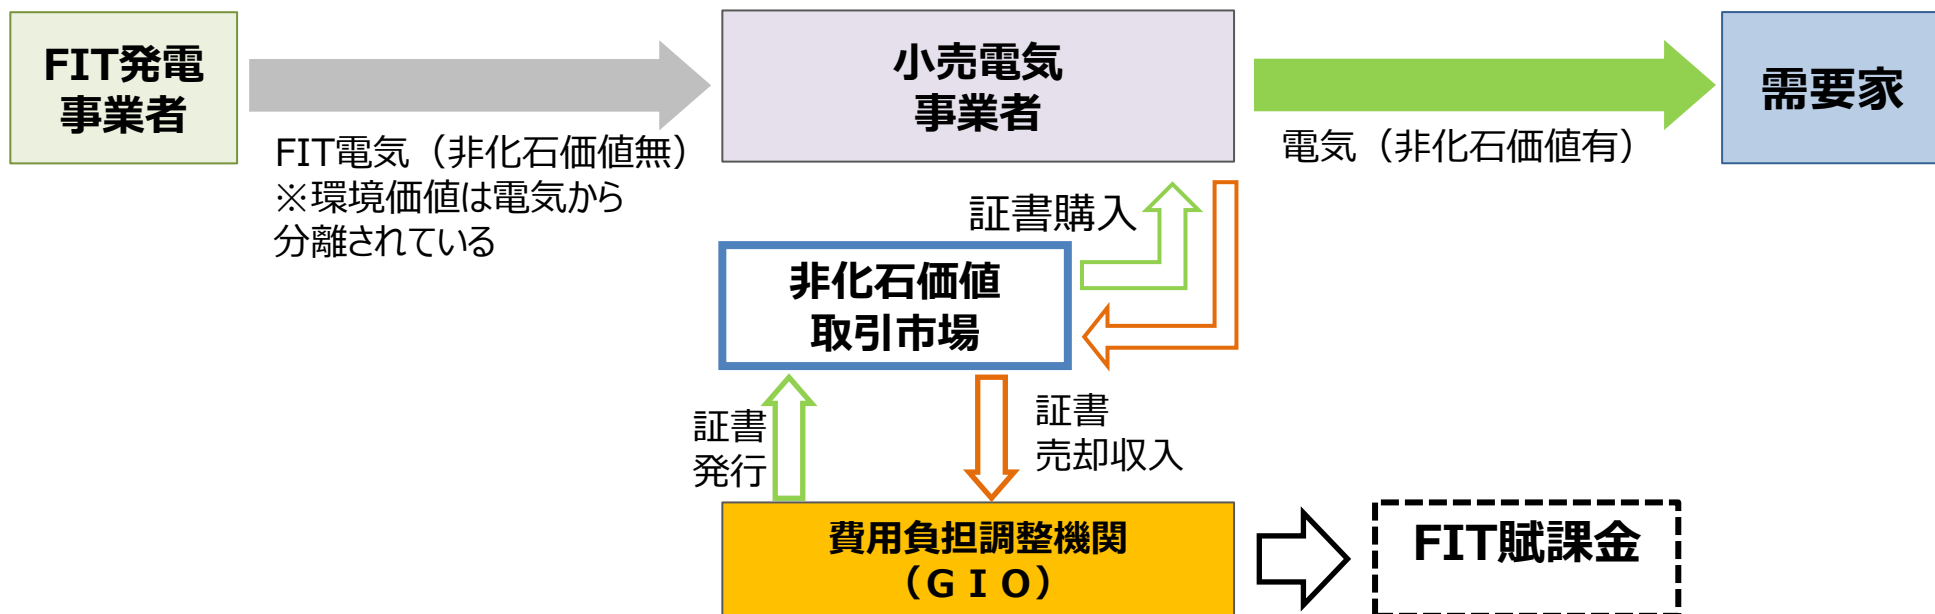 FIT発電
事業者
小売電気
事業者
需要家
FIT電気（非化石価値無）
※環境価値は電気から
分離されている
電気（非化石価値有）
証書購入
非化石価値
取引市場
証書
発行
証書
売却収入
費用負担調整機関
（ＧＩＯ）
FIT賦課金